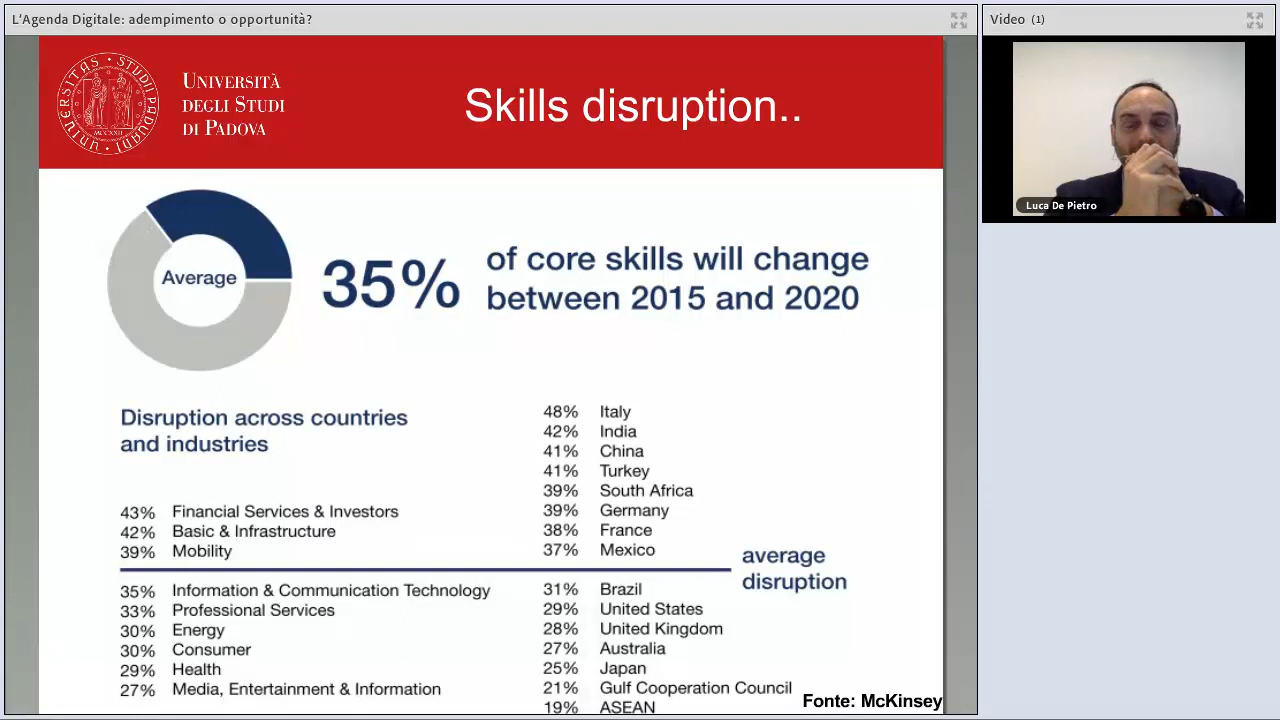 L'Agenda Digitale: adempimento o opportunità?
Video (1)
UNIVERSITÀ
DEGLI STUDI
DI PADOVA
UNIVERSITAS STUDII PADUANI
MCCXXII
Skills disruption..
Luca De Pietro
Average
35%
of core skills will change
between 2015 and 2020
Disruption across countries
and industries
43% Financial Services & Investors
42% Basic & Infrastructure
39% Mobility
35% Information & Communication Technology
33% Professional Services
30% Energy
30% Consumer
29% Health
27% Media, Entertainment & Information
48% Italy
42% India
41% China
41% Turkey
39% South Africa
39% Germany
38% France
37% Mexico
average
disruption
31% Brazil
29% United States
28% United Kingdom
27% Australia
25% Japan
21% Gulf Cooperation Council
19% ASEAN
Fonte: McKinsey